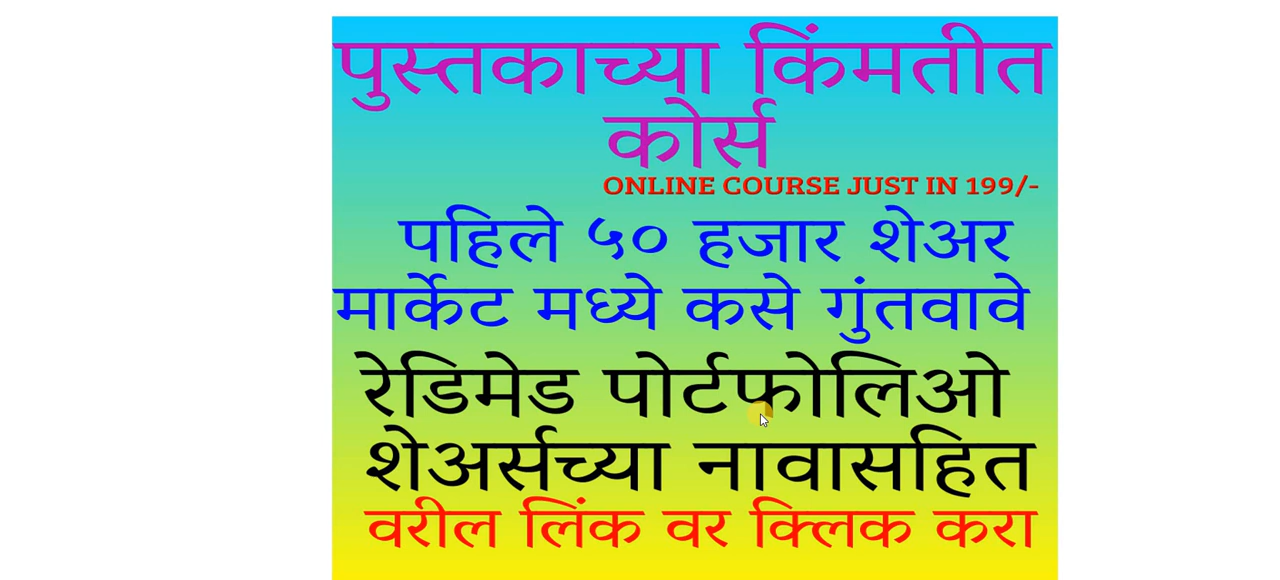 पुस्तकाच्या किंमतीत
कोर्स
ONLINE COURSE JUST IN 199/-
पहिले ५० हजार शेअर
मार्केट मध्ये कसे गुंतवावे
रेडिमेड पोर्टफोलिओ
शेअर्सच्या नावासहित
वरील लिंक वर क्लिक करा